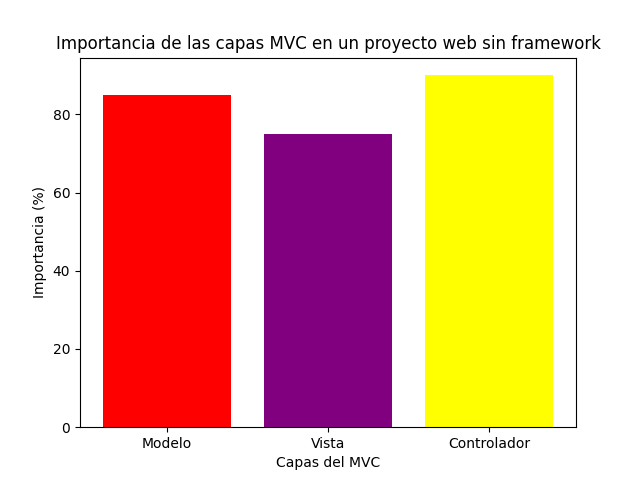 Importancia de las capas MVC en un proyecto web sin framework
Importancia (%)
80
60
40
20
0
Modelo Vista Controlador
Capas del MVC